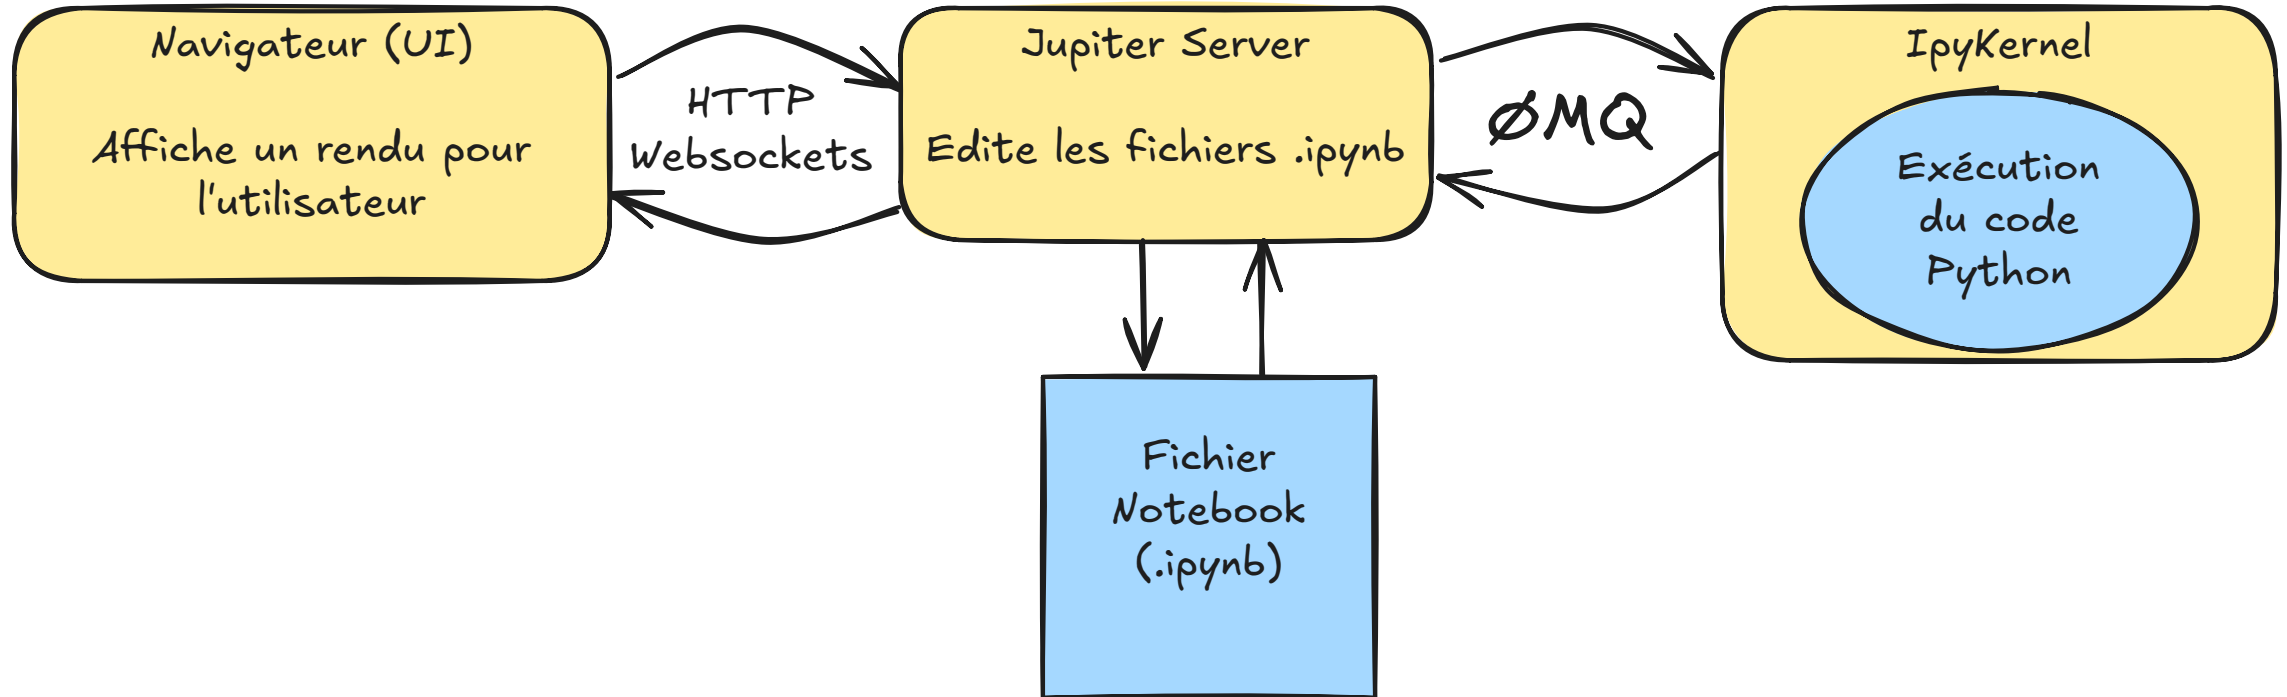 Navigateur (UI)
Affiche un rendu pour
l'utilisateur
HTTP
Websockets
Jupiter Server
Edite les fichiers .ipynb
ØMQ
IpyKernel
Exécution
du code
Python
Fichier
Notebook
(.ipynb)